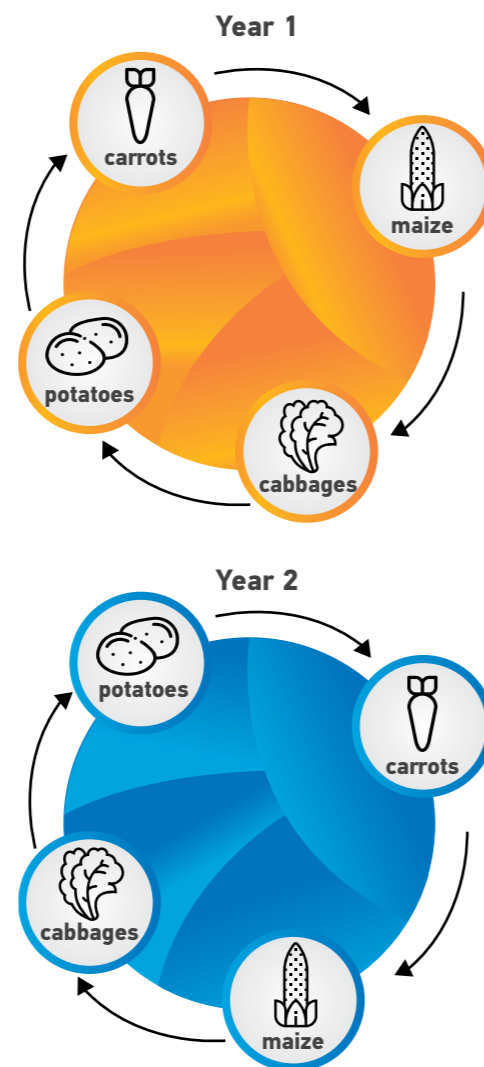 Year 1
carrots
maize
potatoes
cabbages
Year 2
potatoes
carrots
cabbages
maize